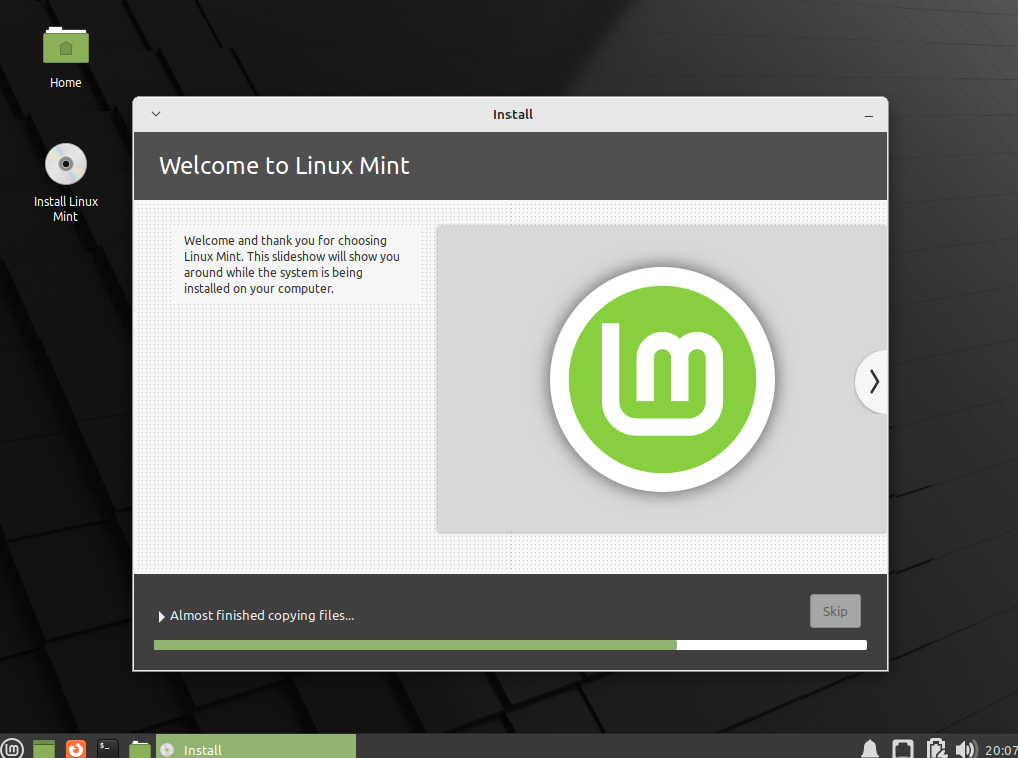 Home
Install Linux
Mint
Install
Welcome to Linux Mint
Welcome and thank you for choosing
Linux Mint. This slideshow will show you
around while the system is being
installed on your computer.
lm
Almost finished copying files...
Skip
$_
Install
20:07